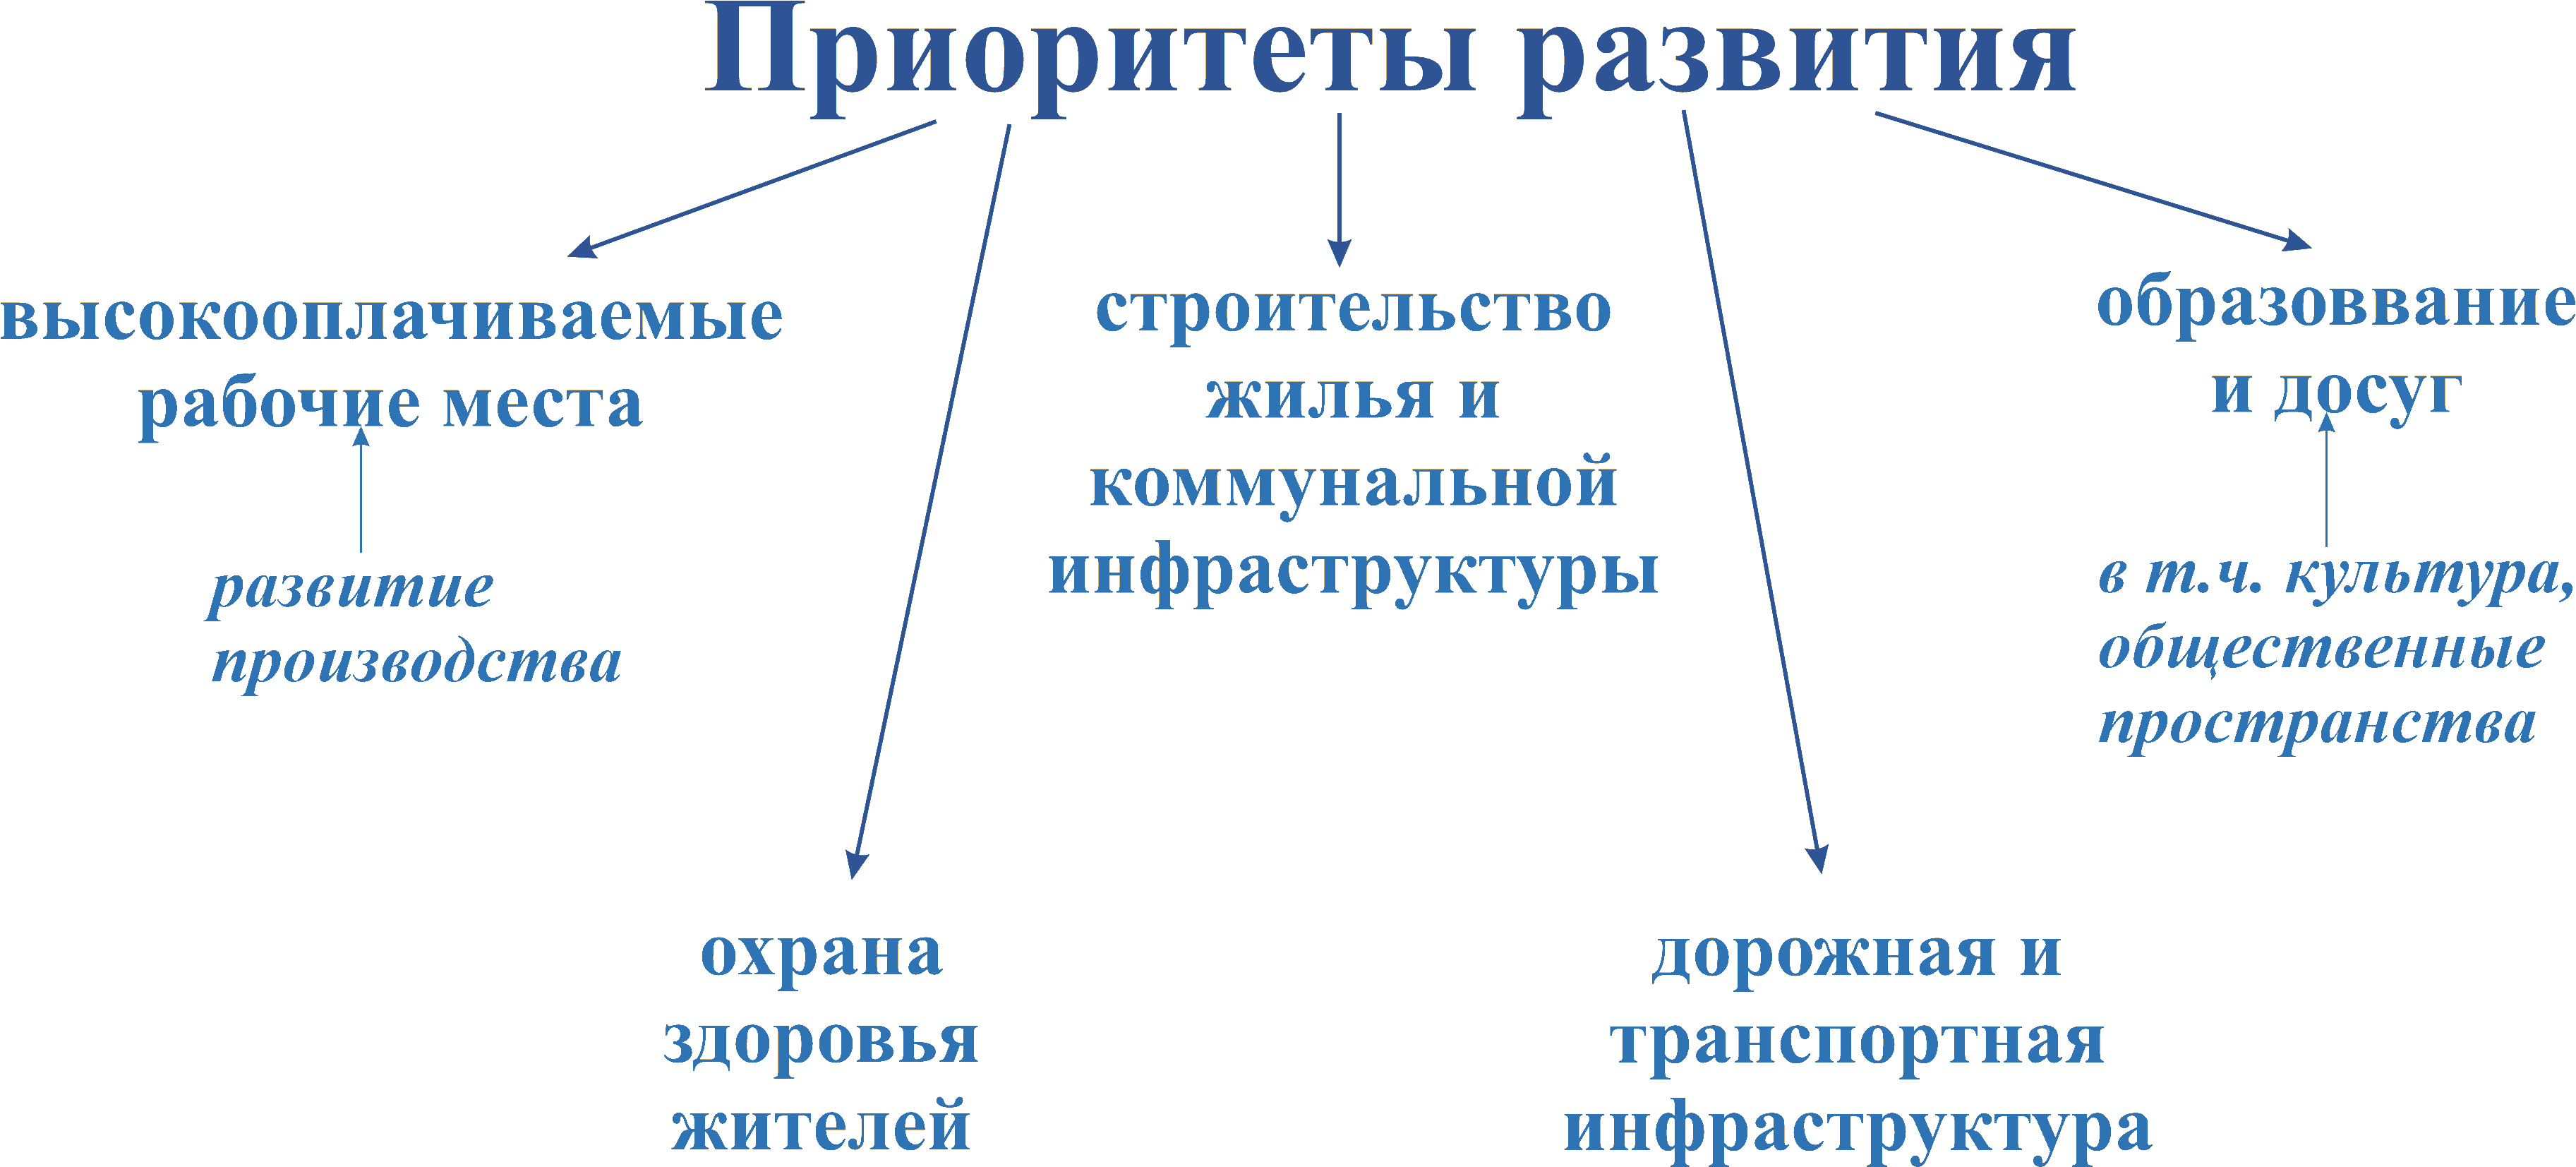 Приоритеты развития
высокооплачиваемые
рабочие места
развитие
производства
охрана
здоровья
жителей
строительство
жилья и
коммунальной
инфраструктуры
дорожная и
транспортная
инфраструктура
образоввание
и досуг
в т.ч. культура,
общественные
пространства